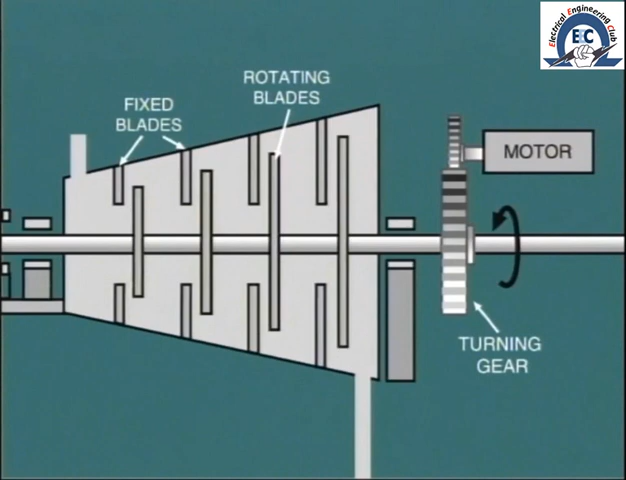 Electrical Engineering Club
EEC
FIXED
BLADES
ROTATING
BLADES
MOTOR
TURNING
GEAR